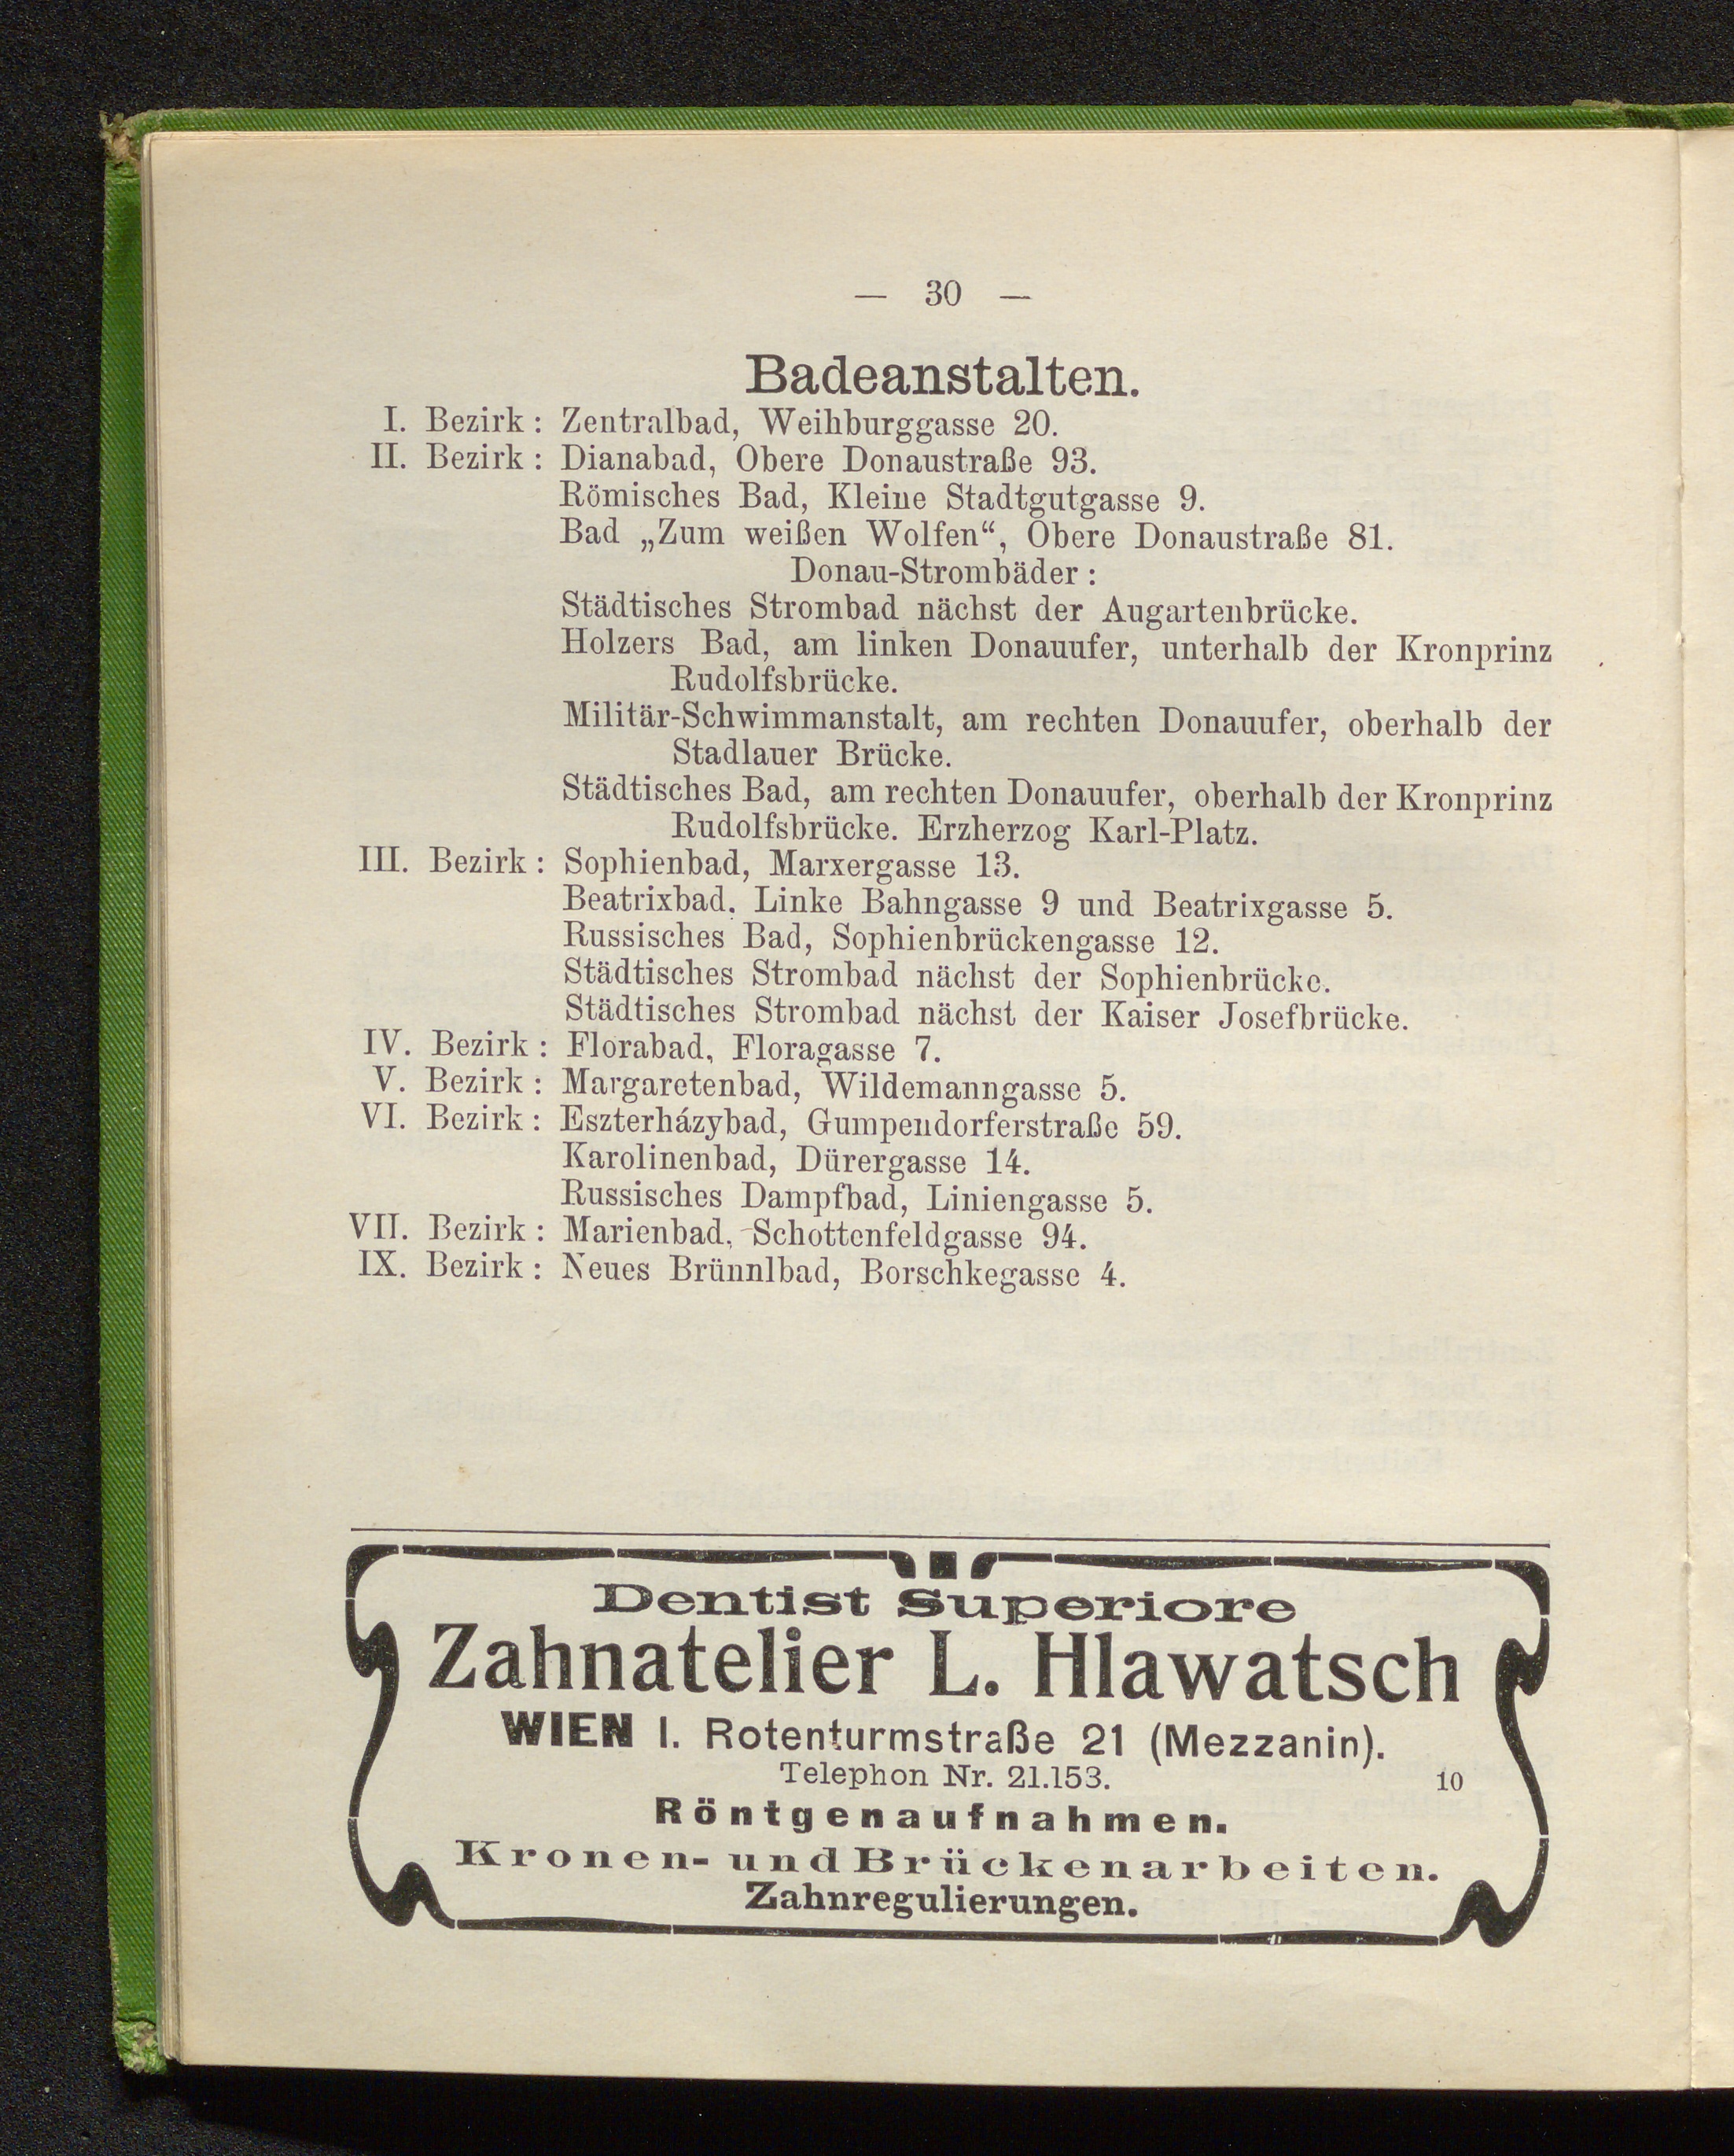 — 30 —
Badeanstalten.
I. Bezirk: Zentralbad, Weihburggasse 20.
II. Bezirk: Dianabad, Obere Donaustraße 93.
Römisches Bad, Kleine Stadtgutgasse 9.
Bad „Zum weißen Wolfen“, Obere Donaustraße 81.
Donau-Strombäder:
Städtisches Strombad nächst der Augartenbrücke.
Holzers Bad, am linken Donauufer, unterhalb der Kronprinz
Rudolfsbrücke.
Militär-Schwimmanstalt, am rechten Donauufer, oberhalb der
Stadlauer Brücke.
Städtisches Bad, am rechten Donauufer, oberhalb der Kronprinz
Rudolfsbrücke. Erzherzog Karl-Platz.
III. Bezirk: Sophienbad, Marxergasse 13.
Beatrixbad, Linke Bahngasse 9 und Beatrixgasse 5.
Russisches Bad, Sophienbrückengasse 12.
Städtisches Strombad nächst der Sophienbrücke.
Städtisches Strombad nächst der Kaiser Josefbrücke.
IV. Bezirk: Florabad, Floragasse 7.
V. Bezirk: Margaretenbad, Wildemanngasse 5.
VI. Bezirk: Eszterházybad, Gumpendorferstraße 59.
Karolinenbad, Dürergasse 14.
Russisches Dampfbad, Liniengasse 5.
VII. Bezirk: Marienbad, Schottenfeldgasse 94.
IX. Bezirk: Neues Brünnlbad, Borschkegasse 4.
Dentist Superiore
Zahnatelier L. Hlawatsch
WIEN I. Rotenturmstraße 21 (Mezzanin).
Telephon Nr. 21.153. 10
Röntgenaufnahmen.
Kronen- und Brückenarbeiten.
Zahnregulierungen.